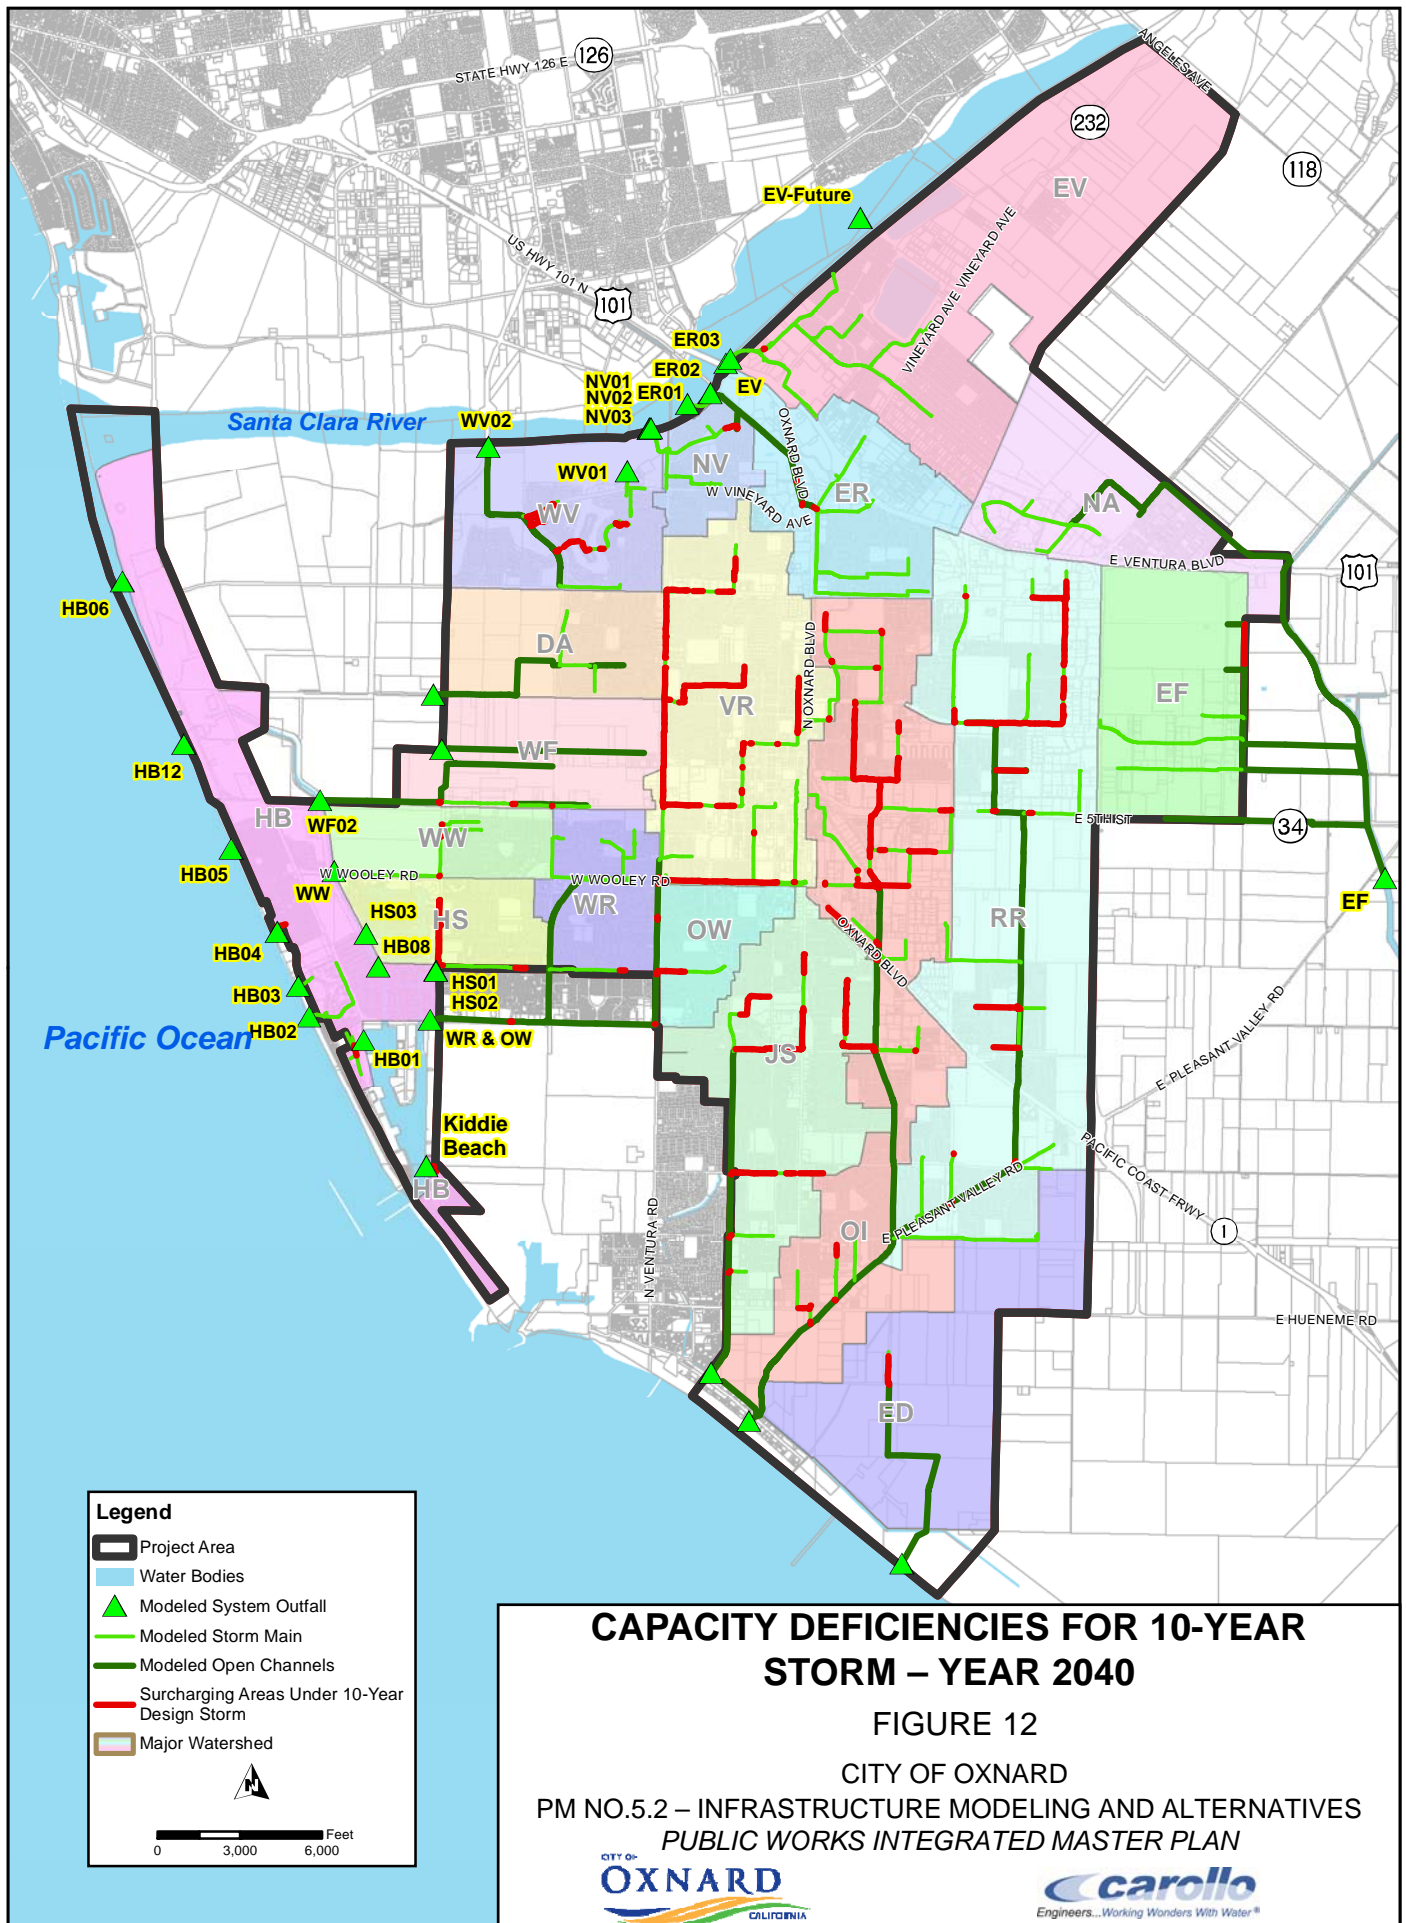 ANGELES AVE
126
STATE HWY 126 E
232
118
EV
EV-Future
VINEYARD AVE VINEYARD AVE
US HWY 101 N
101
ER03
ER02
EV
NV01
NV02
NV03
ER01
Santa Clara River
WV02
WV01
OXNARD BLVD
NV
W VINEYARD AVE
ER
NA
WV
E VENTURA BLVD
101
HB06
DA
N OXNARD BLVD
VR
EF
WF
HB12
HB
WF02
WW
E 5TH ST
34
HB05
W WOOLEY RD
WW
W WOOLEY RD
WR
EF
HS03
HS
OW
RR
HB04
HB08
OXNARD BLVD
HS01
HS02
HB03
HB02
Pacific Ocean
WR & OW
HB01
JS
E PLEASANT VALLEY RD
Kiddie
Beach
HB
PACIFIC COAST FRWY
E PLEASANT VALLEY RD
N VENTURA RD
OI
1
E HUENEME RD
ED
Legend
Project Area
Water Bodies
Modeled System Outfall
Modeled Storm Main
Modeled Open Channels
Surcharging Areas Under 10-Year
Design Storm
Major Watershed
N
Feet
0 3,000 6,000
CAPACITY DEFICIENCIES FOR 10-YEAR
STORM – YEAR 2040
FIGURE 12
CITY OF OXNARD
PM NO.5.2 – INFRASTRUCTURE MODELING AND ALTERNATIVES
PUBLIC WORKS INTEGRATED MASTER PLAN
CITY OF
OXNARD
CALIFORNIA
carollo
Engineers...Working Wonders With Water®